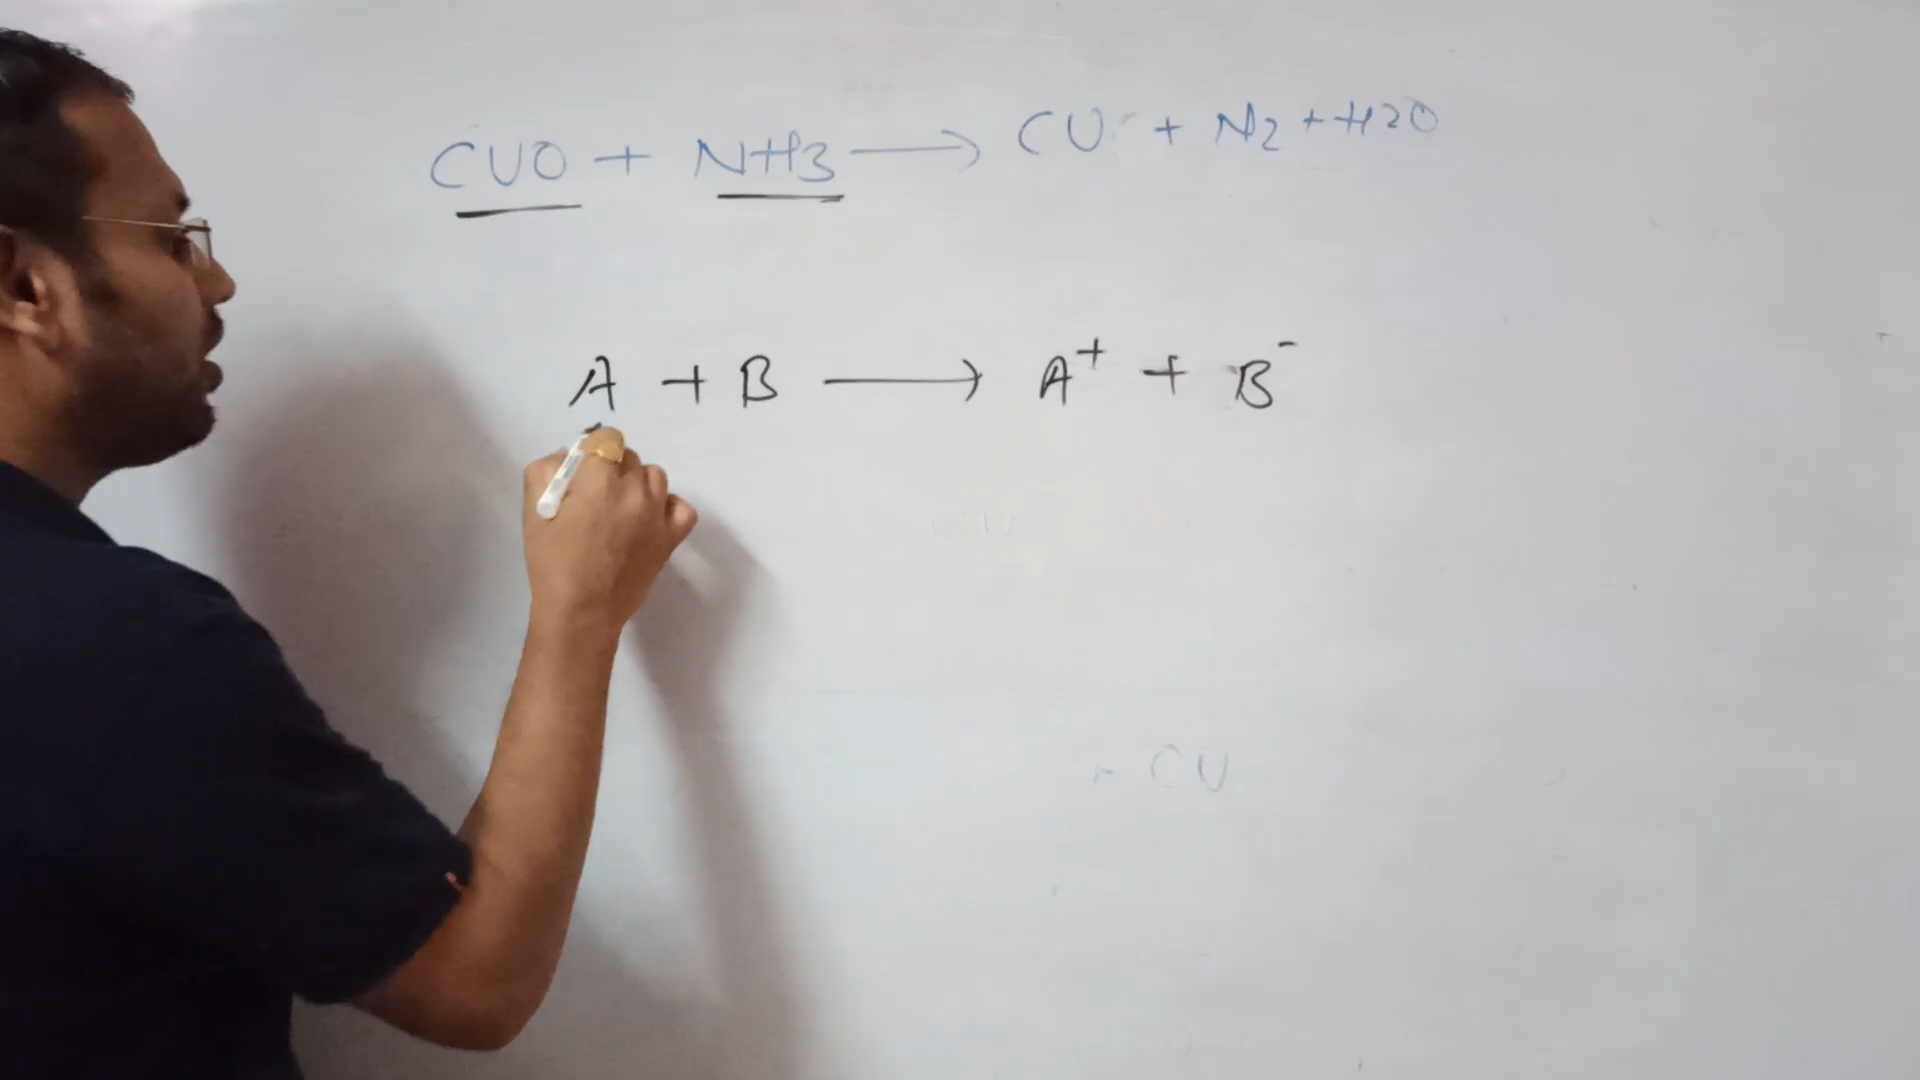 CUO + NH3 → CU + N2 + H2O
A + B → A⁺ + B⁻
CU
CU